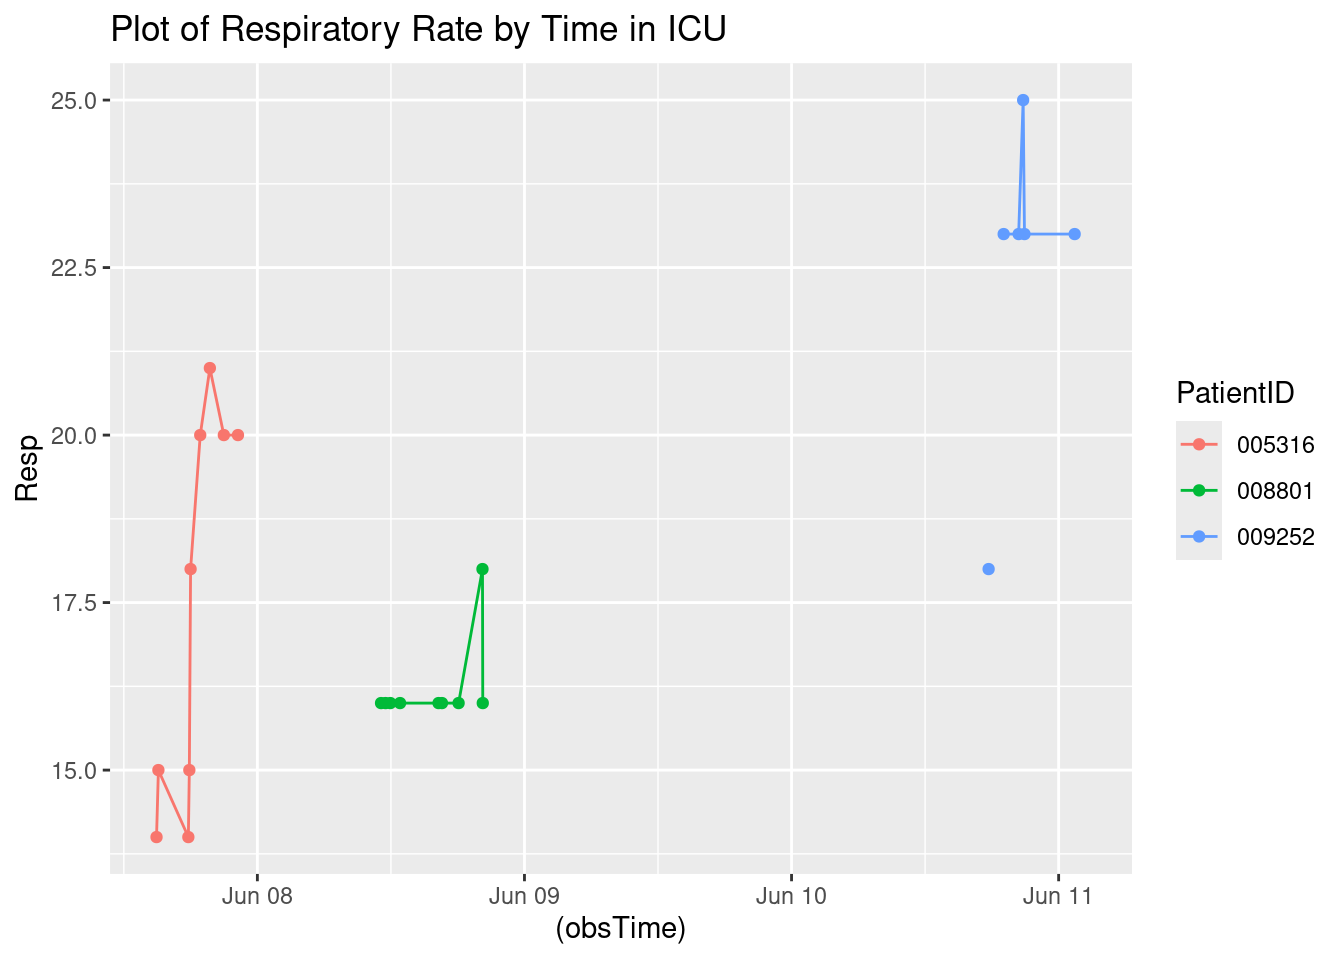 Plot of Respiratory Rate by Time in ICU
25.0
22.5
20.0
17.5
15.0
Resp
Jun 08
Jun 09
Jun 10
Jun 11
(obsTime)
PatientID
005316
008801
009252